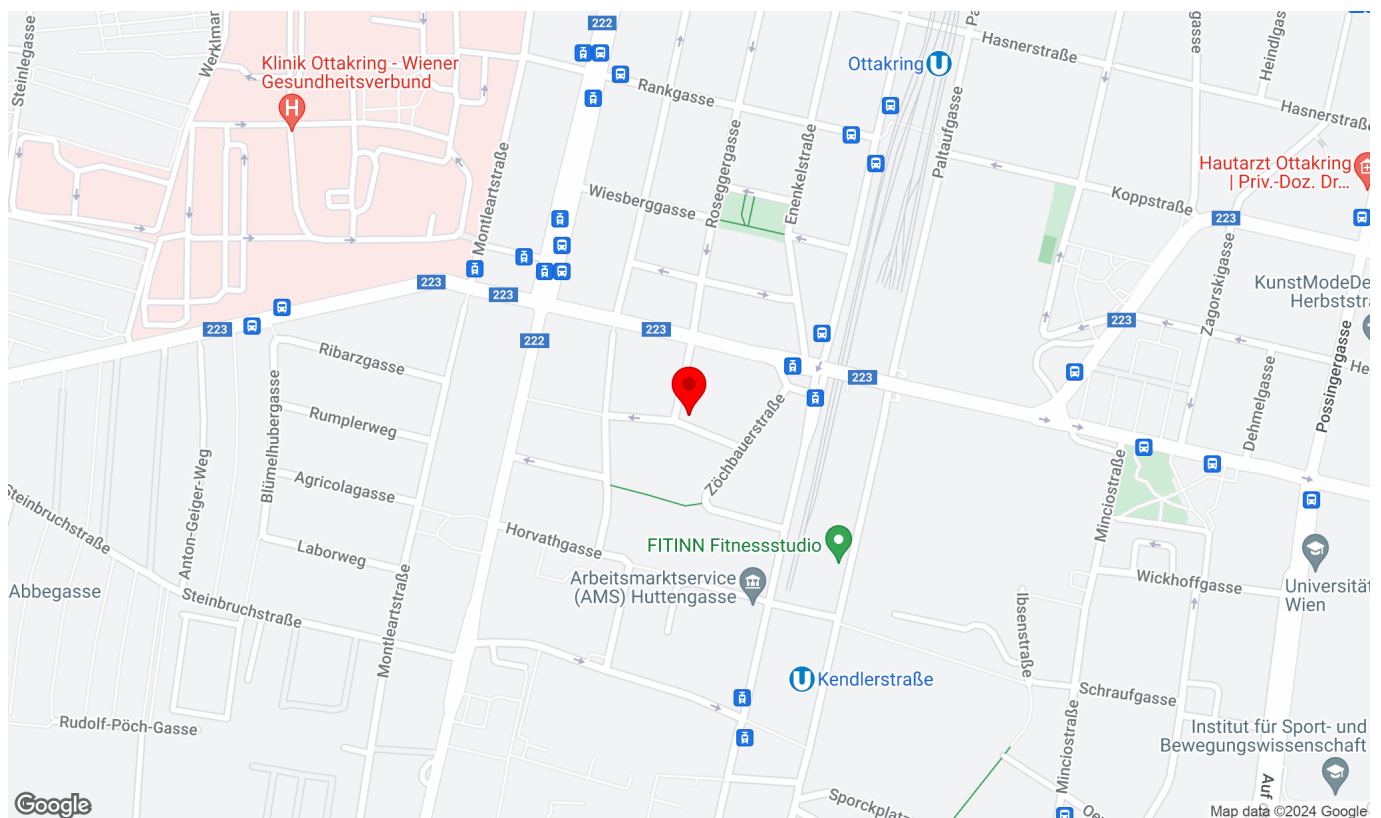 222
Hasnerstraße
Heindlgasse
Steinlegasse
Klinik Ottakring - Wiener
Gesundheitsverbund
H
Ottakring U
Rankgasse
Hasnerstraße
Paltaufgasse
Montleartstraße
Roseggergasse
Enenkelstraße
Hautarzt Ottakring
| Priv.-Doz. Dr...
Wiesberggasse
Koppstraße
223
223
223
KunstModeDe
Herbststra
Zagorskigasse
223
223
223
222
Ribarzgasse
223
Possingergasse
Dehmelgasse
Blümelhubergasse
Rumplerweg
Zöchbauerstraße
Anton-Geiger-Weg
Agricolagasse
Minciostraße
Steinbruchstraße
Horvathgasse
FITINN Fitnessstudio
Laborweg
Arbeitsmarktservice
(AMS) Huttengasse
Wickhoffgasse
Universität
Wien
Abbegasse
Steinbruchstraße
Montleartstraße
Ibsenstraße
U Kendlerstraße
Schraufgasse
Rudolf-Pöch-Gasse
Minciostraße
Institut für Sport- und
Bewegungswissenschaft
Auf
Sporckplatz
Google
Map data ©2024 Google